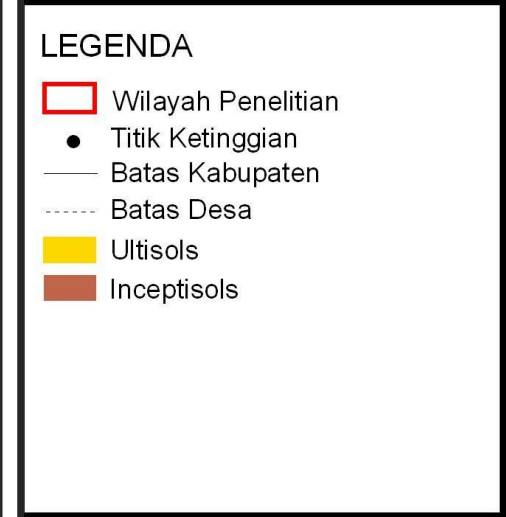 LEGENDA
Wilayah Penelitian
Titik Ketinggian
Batas Kabupaten
Batas Desa
Ultisols
Inceptisols